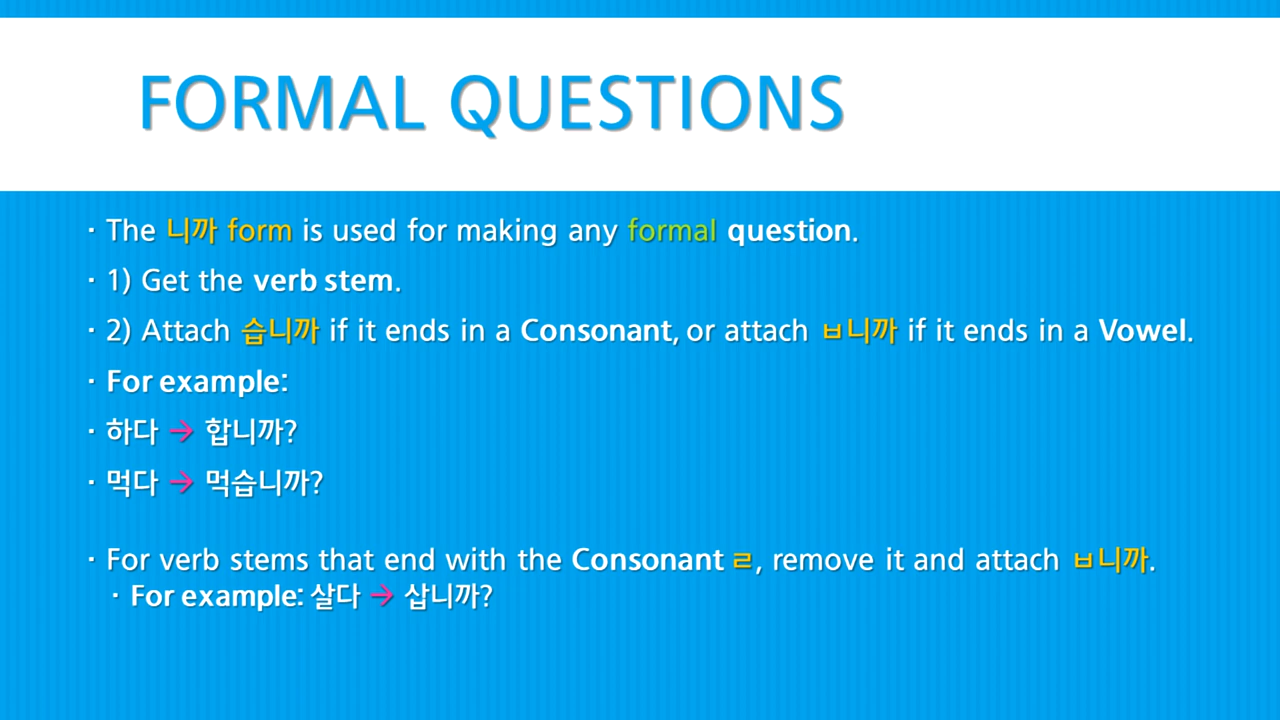 FORMAL QUESTIONS
· The 니까 form is used for making any formal question.
· 1) Get the verb stem.
· 2) Attach 습니까 if it ends in a Consonant, or attach ㅂ니까 if it ends in a Vowel.
· For example:
· 하다 → 합니까?
· 먹다 → 먹습니까?
· For verb stems that end with the Consonant ㄹ, remove it and attach ㅂ니까.
· For example: 살다 → 삽니까?